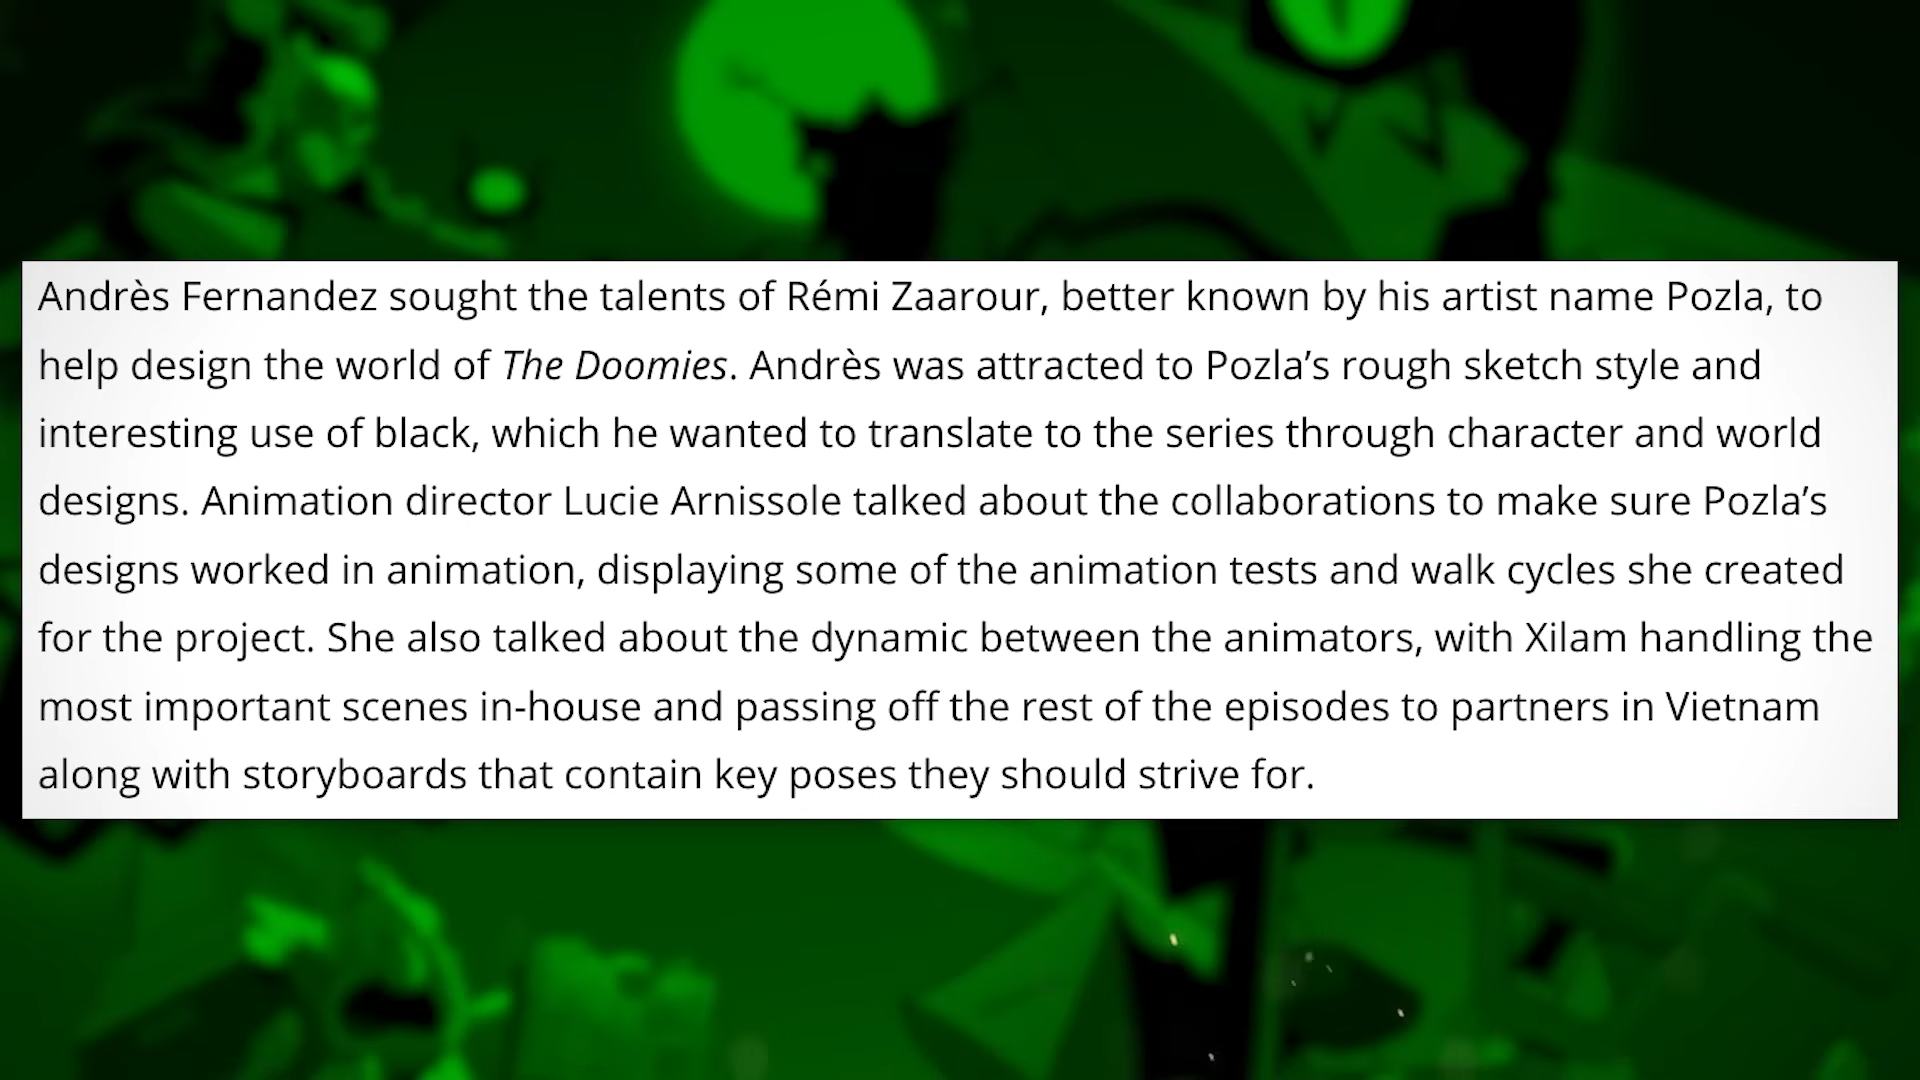 Andrès Fernandez sought the talents of Rémi Zaarour, better known by his artist name Pozla, to
help design the world of The Doomies. Andrès was attracted to Pozla’s rough sketch style and
interesting use of black, which he wanted to translate to the series through character and world
designs. Animation director Lucie Arnissole talked about the collaborations to make sure Pozla’s
designs worked in animation, displaying some of the animation tests and walk cycles she created
for the project. She also talked about the dynamic between the animators, with Xilam handling the
most important scenes in-house and passing off the rest of the episodes to partners in Vietnam
along with storyboards that contain key poses they should strive for.